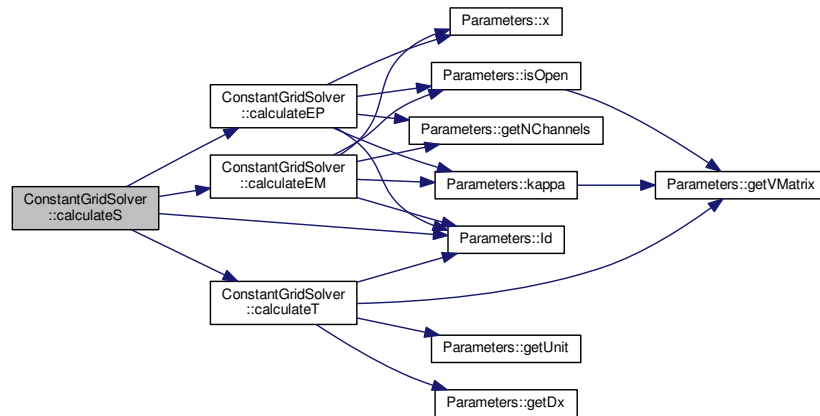 Parameters::x
Parameters::isOpen
ConstantGridSolver
::calculateEP
Parameters::getNChannels
ConstantGridSolver
::calculateEM
Parameters::kappa
Parameters::getVMatrix
ConstantGridSolver
::calculateS
Parameters::Id
ConstantGridSolver
::calculateT
Parameters::getUnit
Parameters::getDx